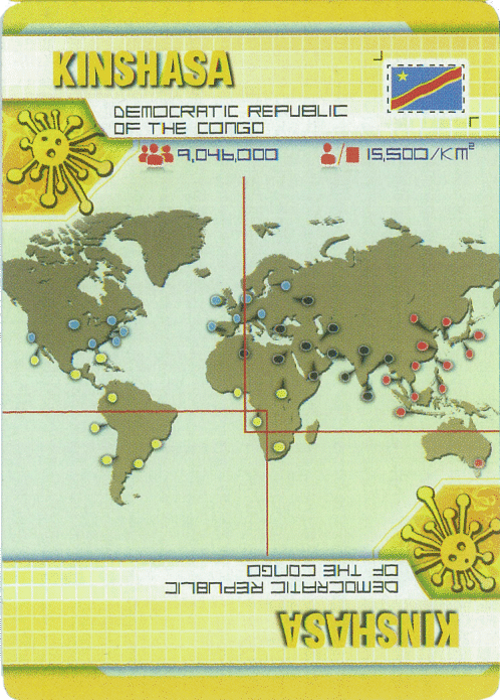 KINSHASA
DEMOCRATIC REPUBLIC
OF THE CONGO
9,046,000
15,500/KM²
DEMOCRATIC REPUBLIC
OF THE CONGO
KINSHASA